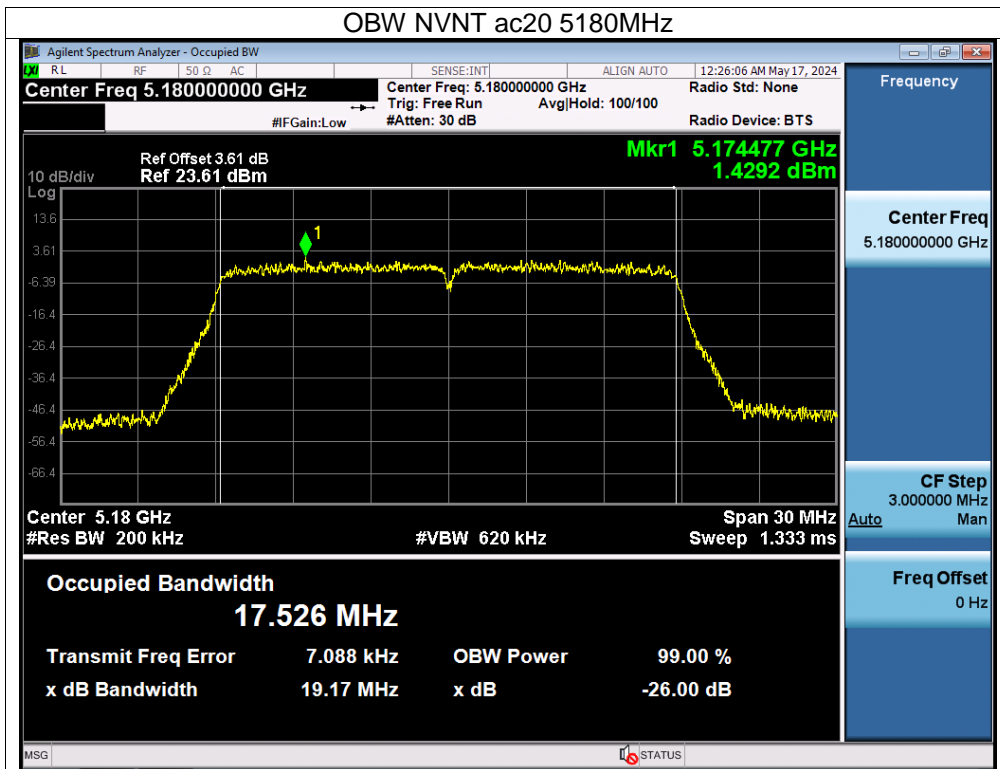 OBW NVNT ac20 5180MHz
Agilent Spectrum Analyzer - Occupied BW
LXI RL RF 50 Ω AC SENSE:INT ALIGN AUTO 12:26:06 AM May 17, 2024
Center Freq 5.180000000 GHz
Center Freq: 5.180000000 GHz
Radio Std: None
Trig: Free Run Avg|Hold: 100/100
#IFGain:Low
#Atten: 30 dB
Radio Device: BTS
Mkr1 5.174477 GHz
1.4292 dBm
Ref Offset 3.61 dB
10 dB/div Ref 23.61 dBm
Log
13.6
3.61
-6.39
-16.4
-26.4
-36.4
-46.4
-56.4
-66.4
1
Center 5.18 GHz
Span 30 MHz
#Res BW 200 kHz
#VBW 620 kHz
Sweep 1.333 ms
Occupied Bandwidth
17.526 MHz
Transmit Freq Error 7.088 kHz OBW Power 99.00 %
x dB Bandwidth 19.17 MHz x dB -26.00 dB
Frequency
Center Freq
5.180000000 GHz
CF Step
3.000000 MHz
Auto Man
Freq Offset
0 Hz
MSG
STATUS